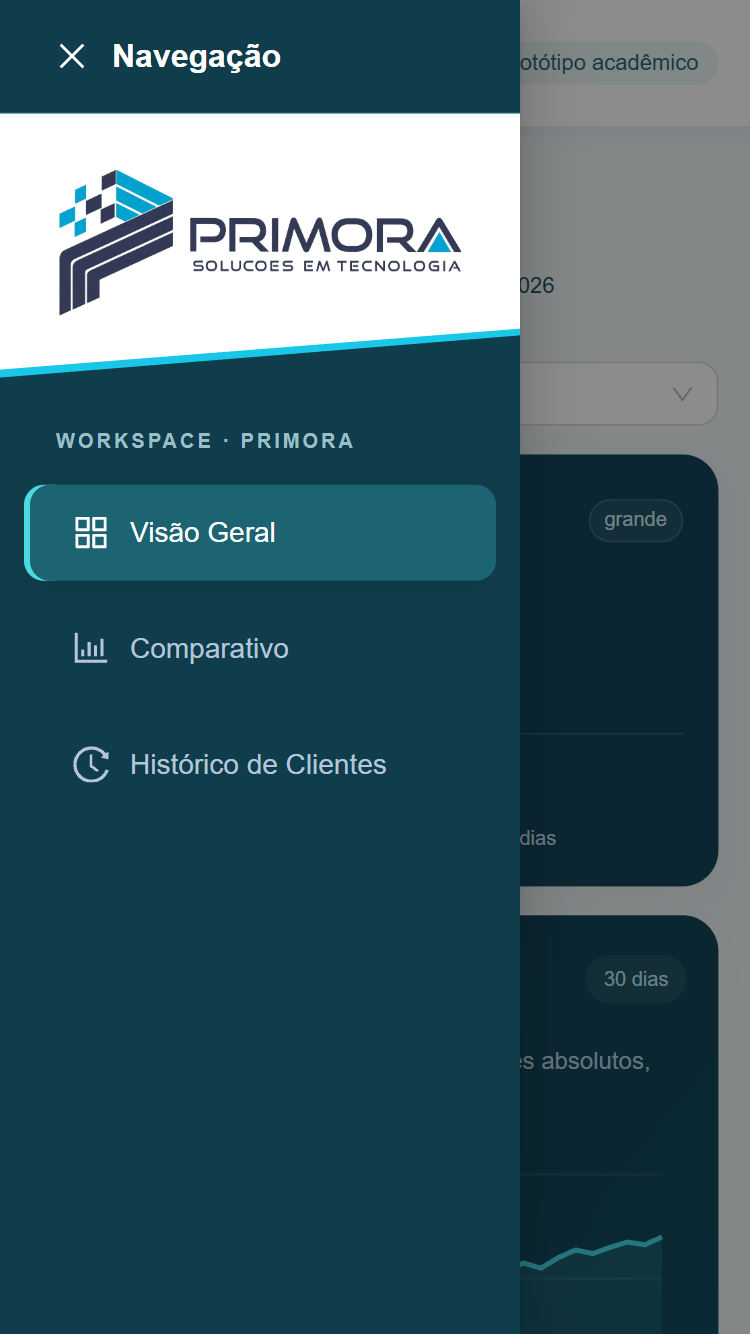 Navegação
otótipo acadêmico
PRIMORA
SOLUCOES EM TECNOLOGIA
026
WORKSPACE · PRIMORA
Visão Geral
grande
Comparativo
Histórico de Clientes
dias
30 dias
es absolutos,